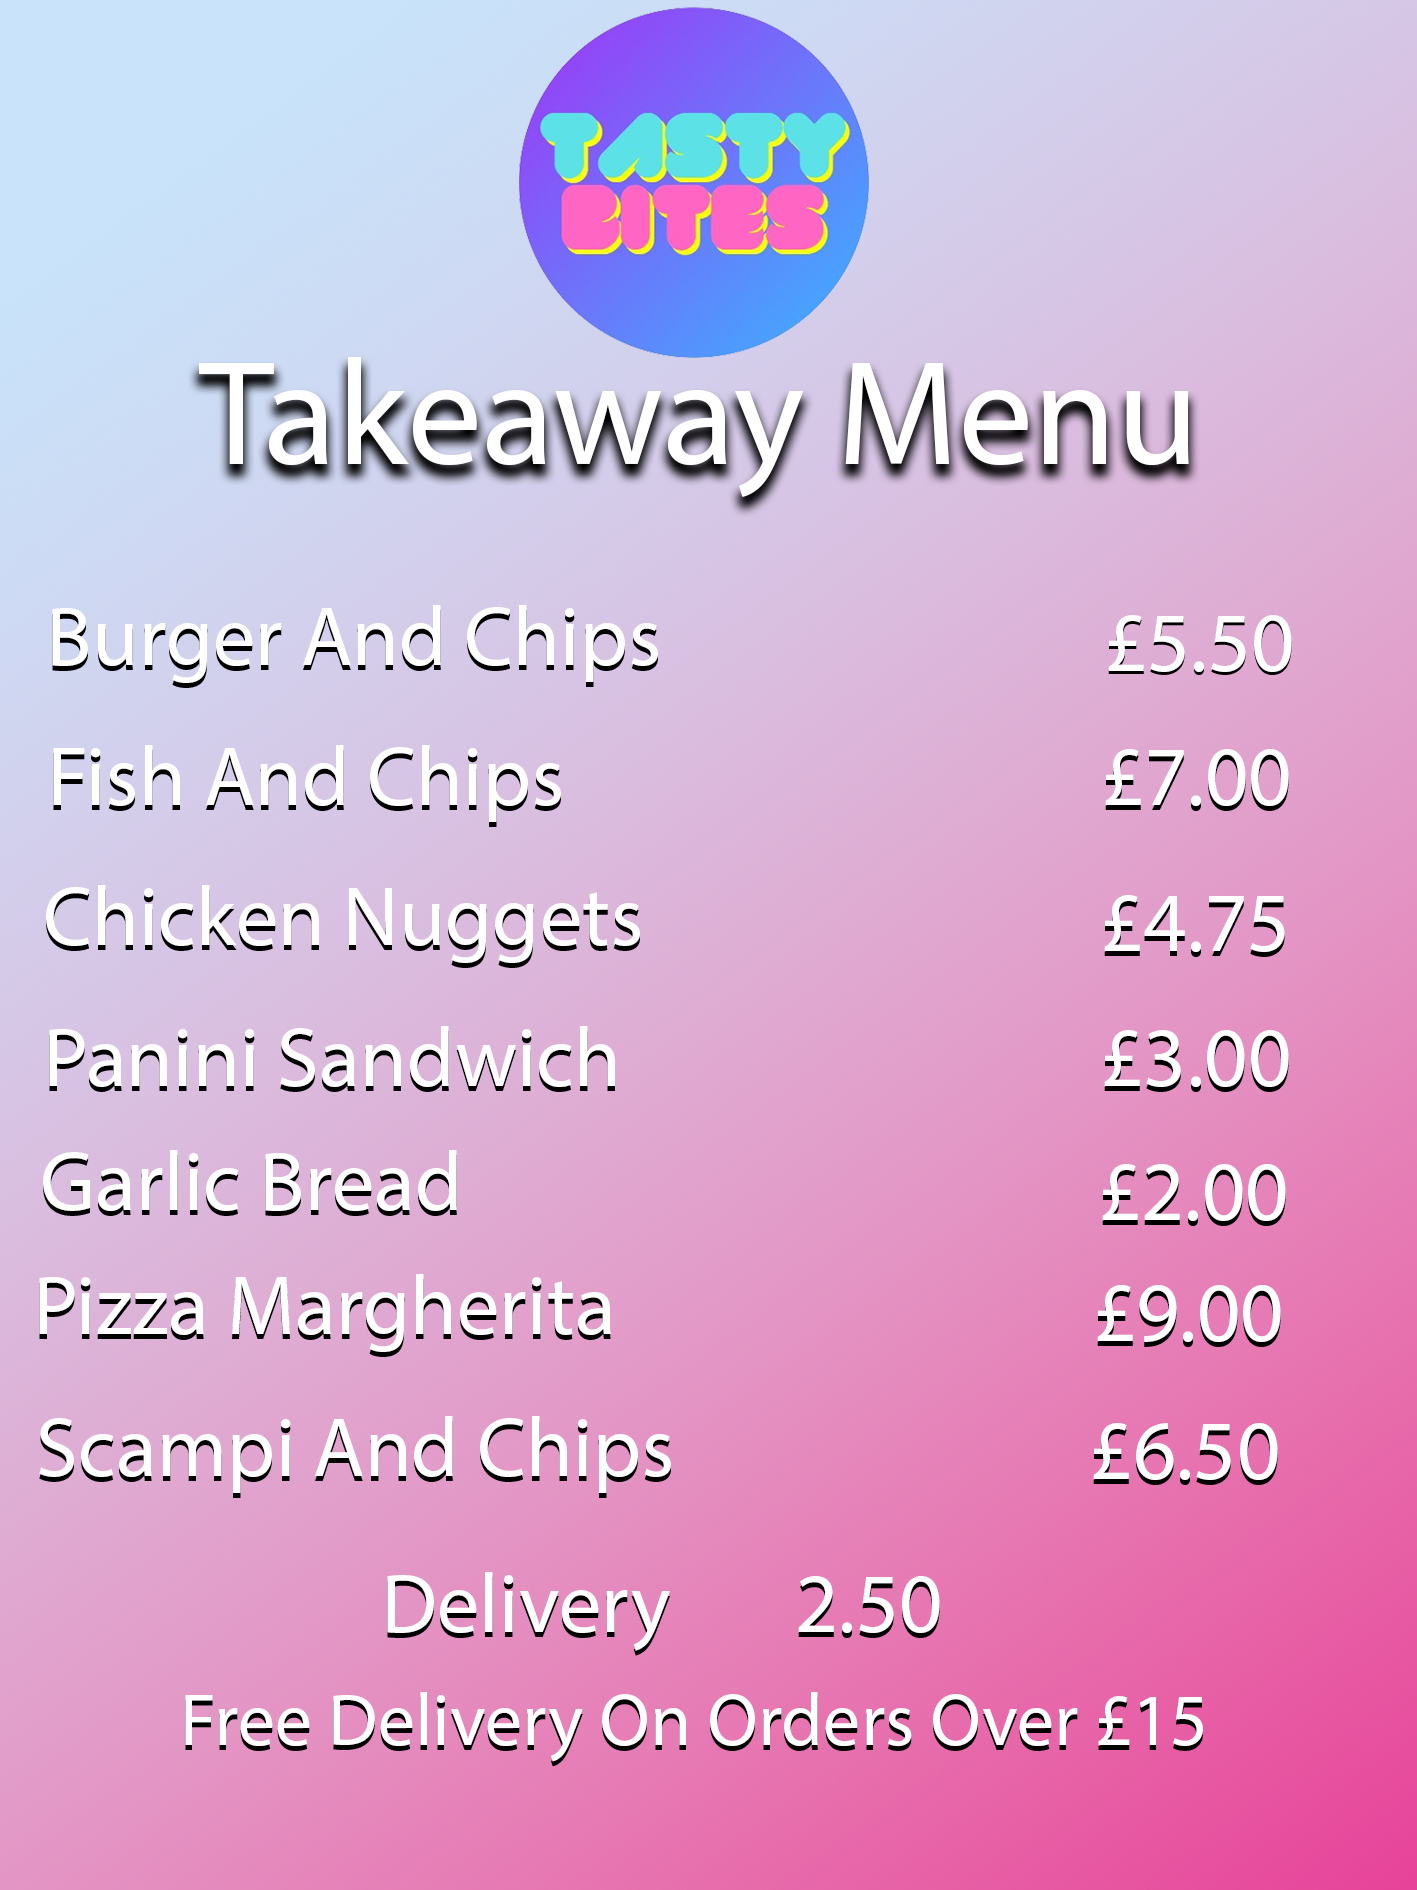 TASTY
BITES
Takeaway Menu
Burger And Chips £5.50
Fish And Chips £7.00
Chicken Nuggets £4.75
Panini Sandwich £3.00
Garlic Bread £2.00
Pizza Margherita £9.00
Scampi And Chips £6.50
Delivery 2.50
Free Delivery On Orders Over £15